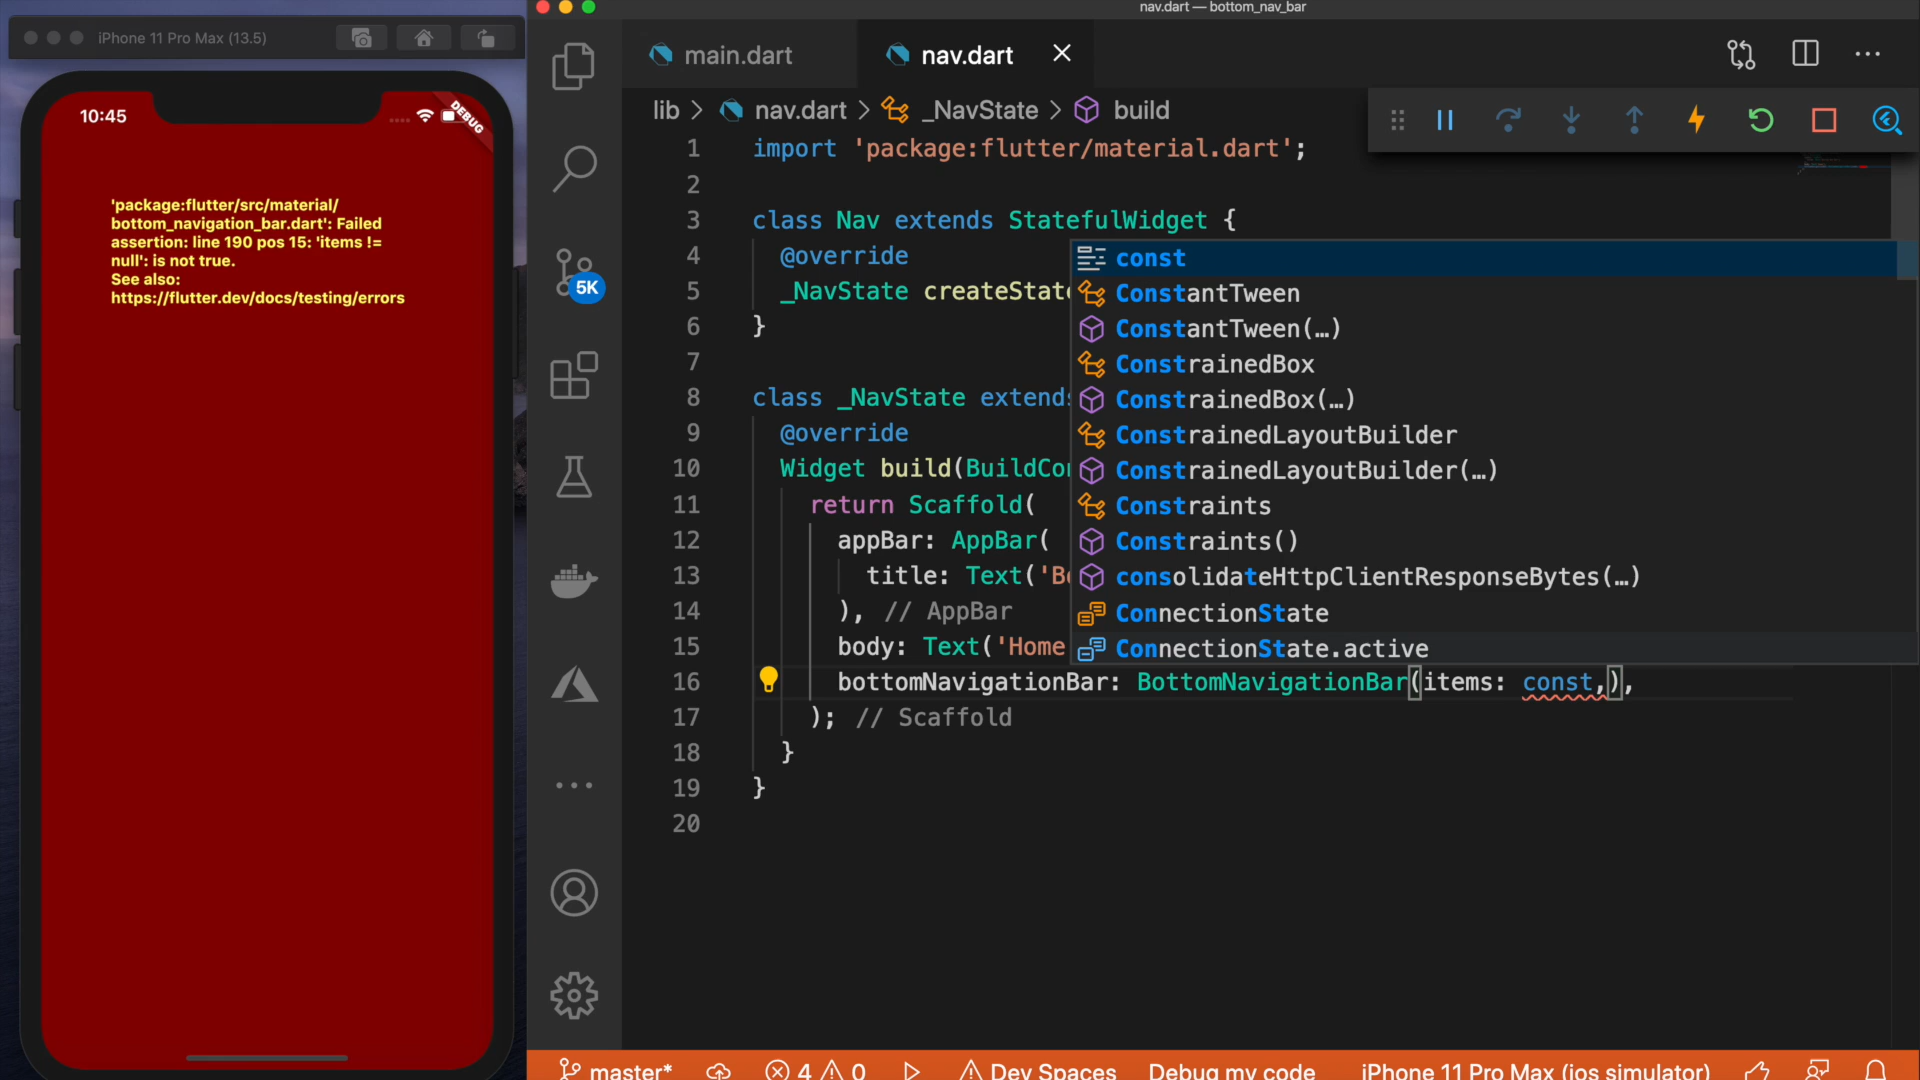 nav.dart — bottom_nav_bar
iPhone 11 Pro Max (13.5)
10:45
DEBUG
'package:flutter/src/material/
bottom_navigation_bar.dart': Failed
assertion: line 190 pos 15: 'items !=
null': is not true.
See also:
https://flutter.dev/docs/testing/errors
5K
main.dart
nav.dart
lib > nav.dart > _NavState > build
1 import 'package:flutter/material.dart';
2
3 class Nav extends StatefulWidget {
4 @override
5 _NavState createState
6 }
7
8 class _NavState extends
9 @override
10 Widget build(BuildCon
11 return Scaffold(
12 appBar: AppBar(
13 title: Text('Bo
14 ), // AppBar
15 body: Text('Home
16 bottomNavigationBar: BottomNavigationBar(items: const,),
17 ); // Scaffold
18 }
19 }
20
const
ConstantTween
ConstantTween(…)
ConstrainedBox
ConstrainedBox(…)
ConstrainedLayoutBuilder
ConstrainedLayoutBuilder(…)
Constraints
Constraints()
consolidateHttpClientResponseBytes(…)
ConnectionState
ConnectionState.active
master* 4 0 Dev Spaces Debug my code iPhone 11 Pro Max (ios simulator)